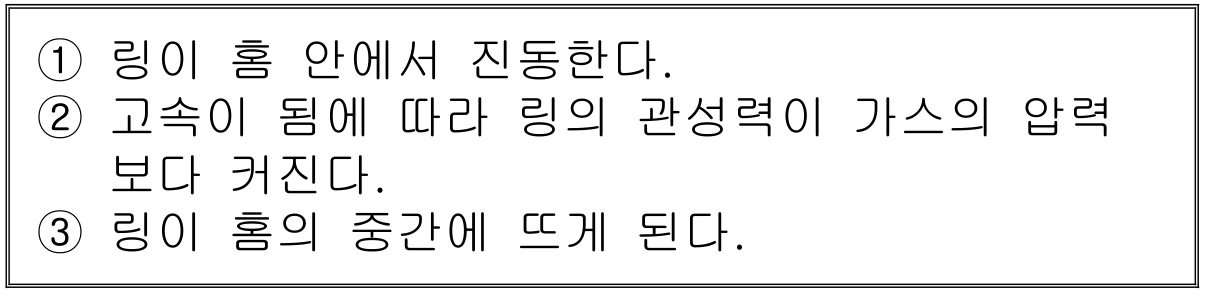 ① 링이 홈 안에서 진동한다.
② 고속이 됨에 따라 링의 관성력이 가스의 압력
보다 커진다.
③ 링이 홈의 중간에 뜨게 된다.